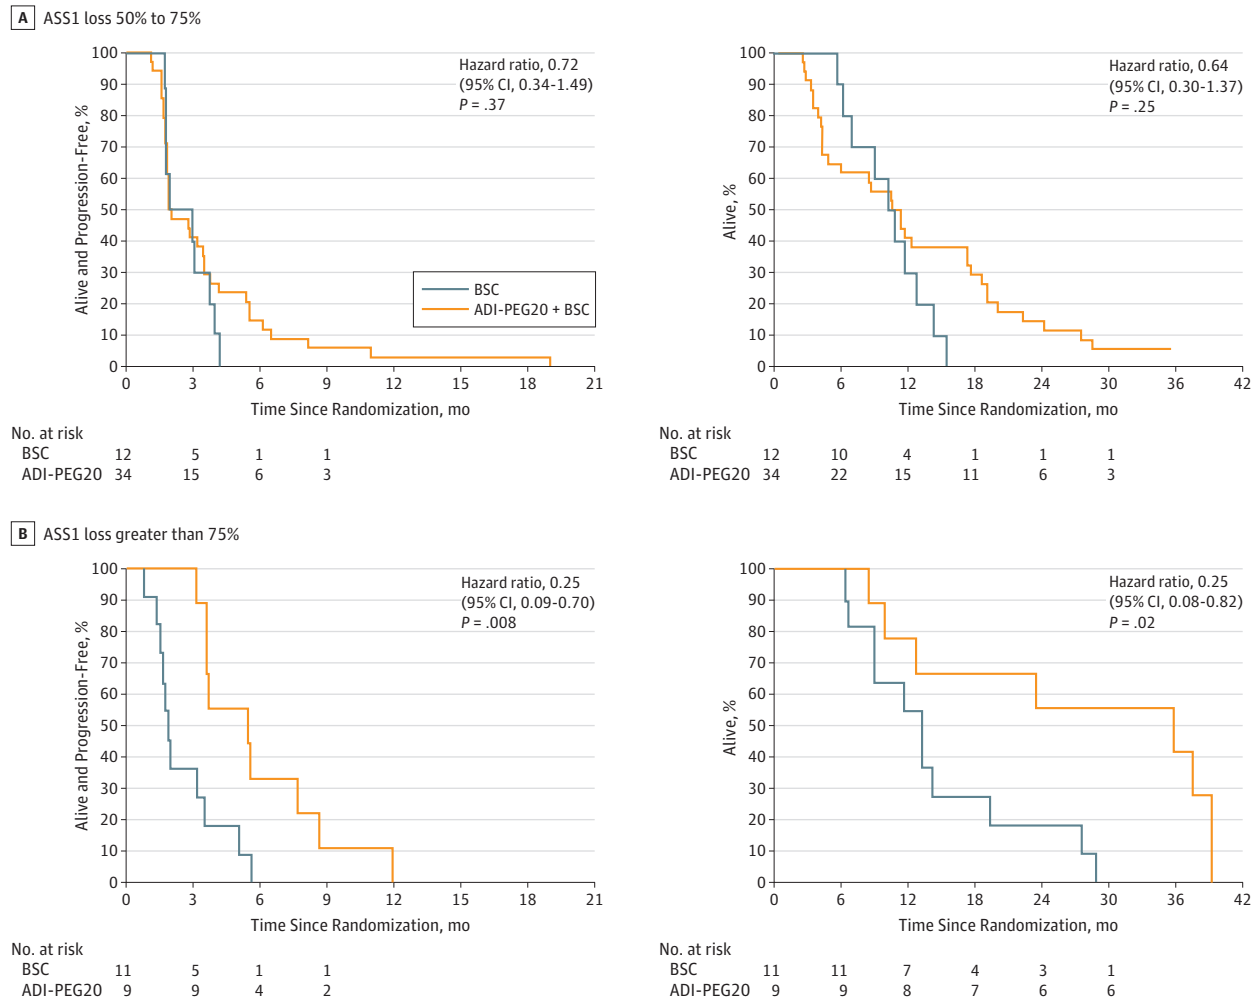 A ASS1 loss 50% to 75%
100
90
80
70
60
50
40
30
20
10
0
Alive and Progression-Free, %
Hazard ratio, 0.72
(95% CI, 0.34-1.49)
P = .37
BSC
ADI-PEG20 + BSC
0 3 6 9 12 15 18 21
Time Since Randomization, mo
No. at risk
BSC 12 5 1 1
ADI-PEG20 34 15 6 3
100
90
80
70
60
50
40
30
20
10
0
Alive, %
Hazard ratio, 0.64
(95% CI, 0.30-1.37)
P = .25
0 6 12 18 24 30 36 42
Time Since Randomization, mo
No. at risk
BSC 12 10 4 1 1 1
ADI-PEG20 34 22 15 11 6 3
B ASS1 loss greater than 75%
100
90
80
70
60
50
40
30
20
10
0
Alive and Progression-Free, %
Hazard ratio, 0.25
(95% CI, 0.09-0.70)
P = .008
0 3 6 9 12 15 18 21
Time Since Randomization, mo
No. at risk
BSC 11 5 1 1
ADI-PEG20 9 9 4 2
100
90
80
70
60
50
40
30
20
10
0
Alive, %
Hazard ratio, 0.25
(95% CI, 0.08-0.82)
P = .02
0 6 12 18 24 30 36 42
Time Since Randomization, mo
No. at risk
BSC 11 11 7 4 3 1
ADI-PEG20 9 9 8 7 6 6